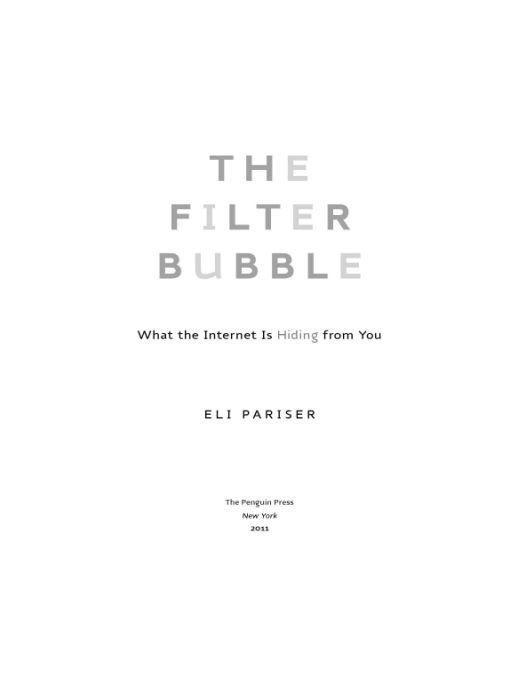 THE
FILTER
BUBBLE
What the Internet Is Hiding from You
ELI PARISER
The Penguin Press
New York
2011